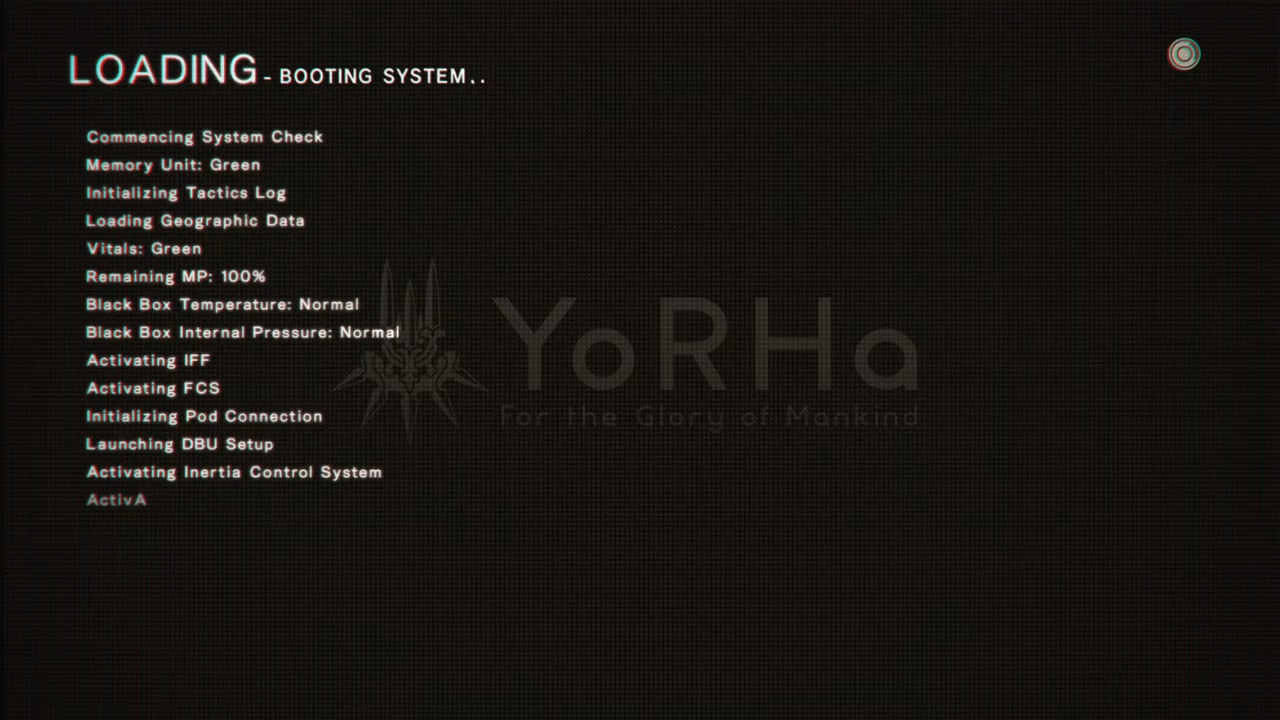 LOADING - BOOTING SYSTEM..
Commencing System Check
Memory Unit: Green
Initializing Tactics Log
Loading Geographic Data
Vitals: Green
Remaining MP: 100%
Black Box Temperature: Normal
Black Box Internal Pressure: Normal
Activating IFF
Activating FCS
Initializing Pod Connection
Launching DBU Setup
Activating Inertia Control System
ActivA
YoRHa
For the Glory of Mankind